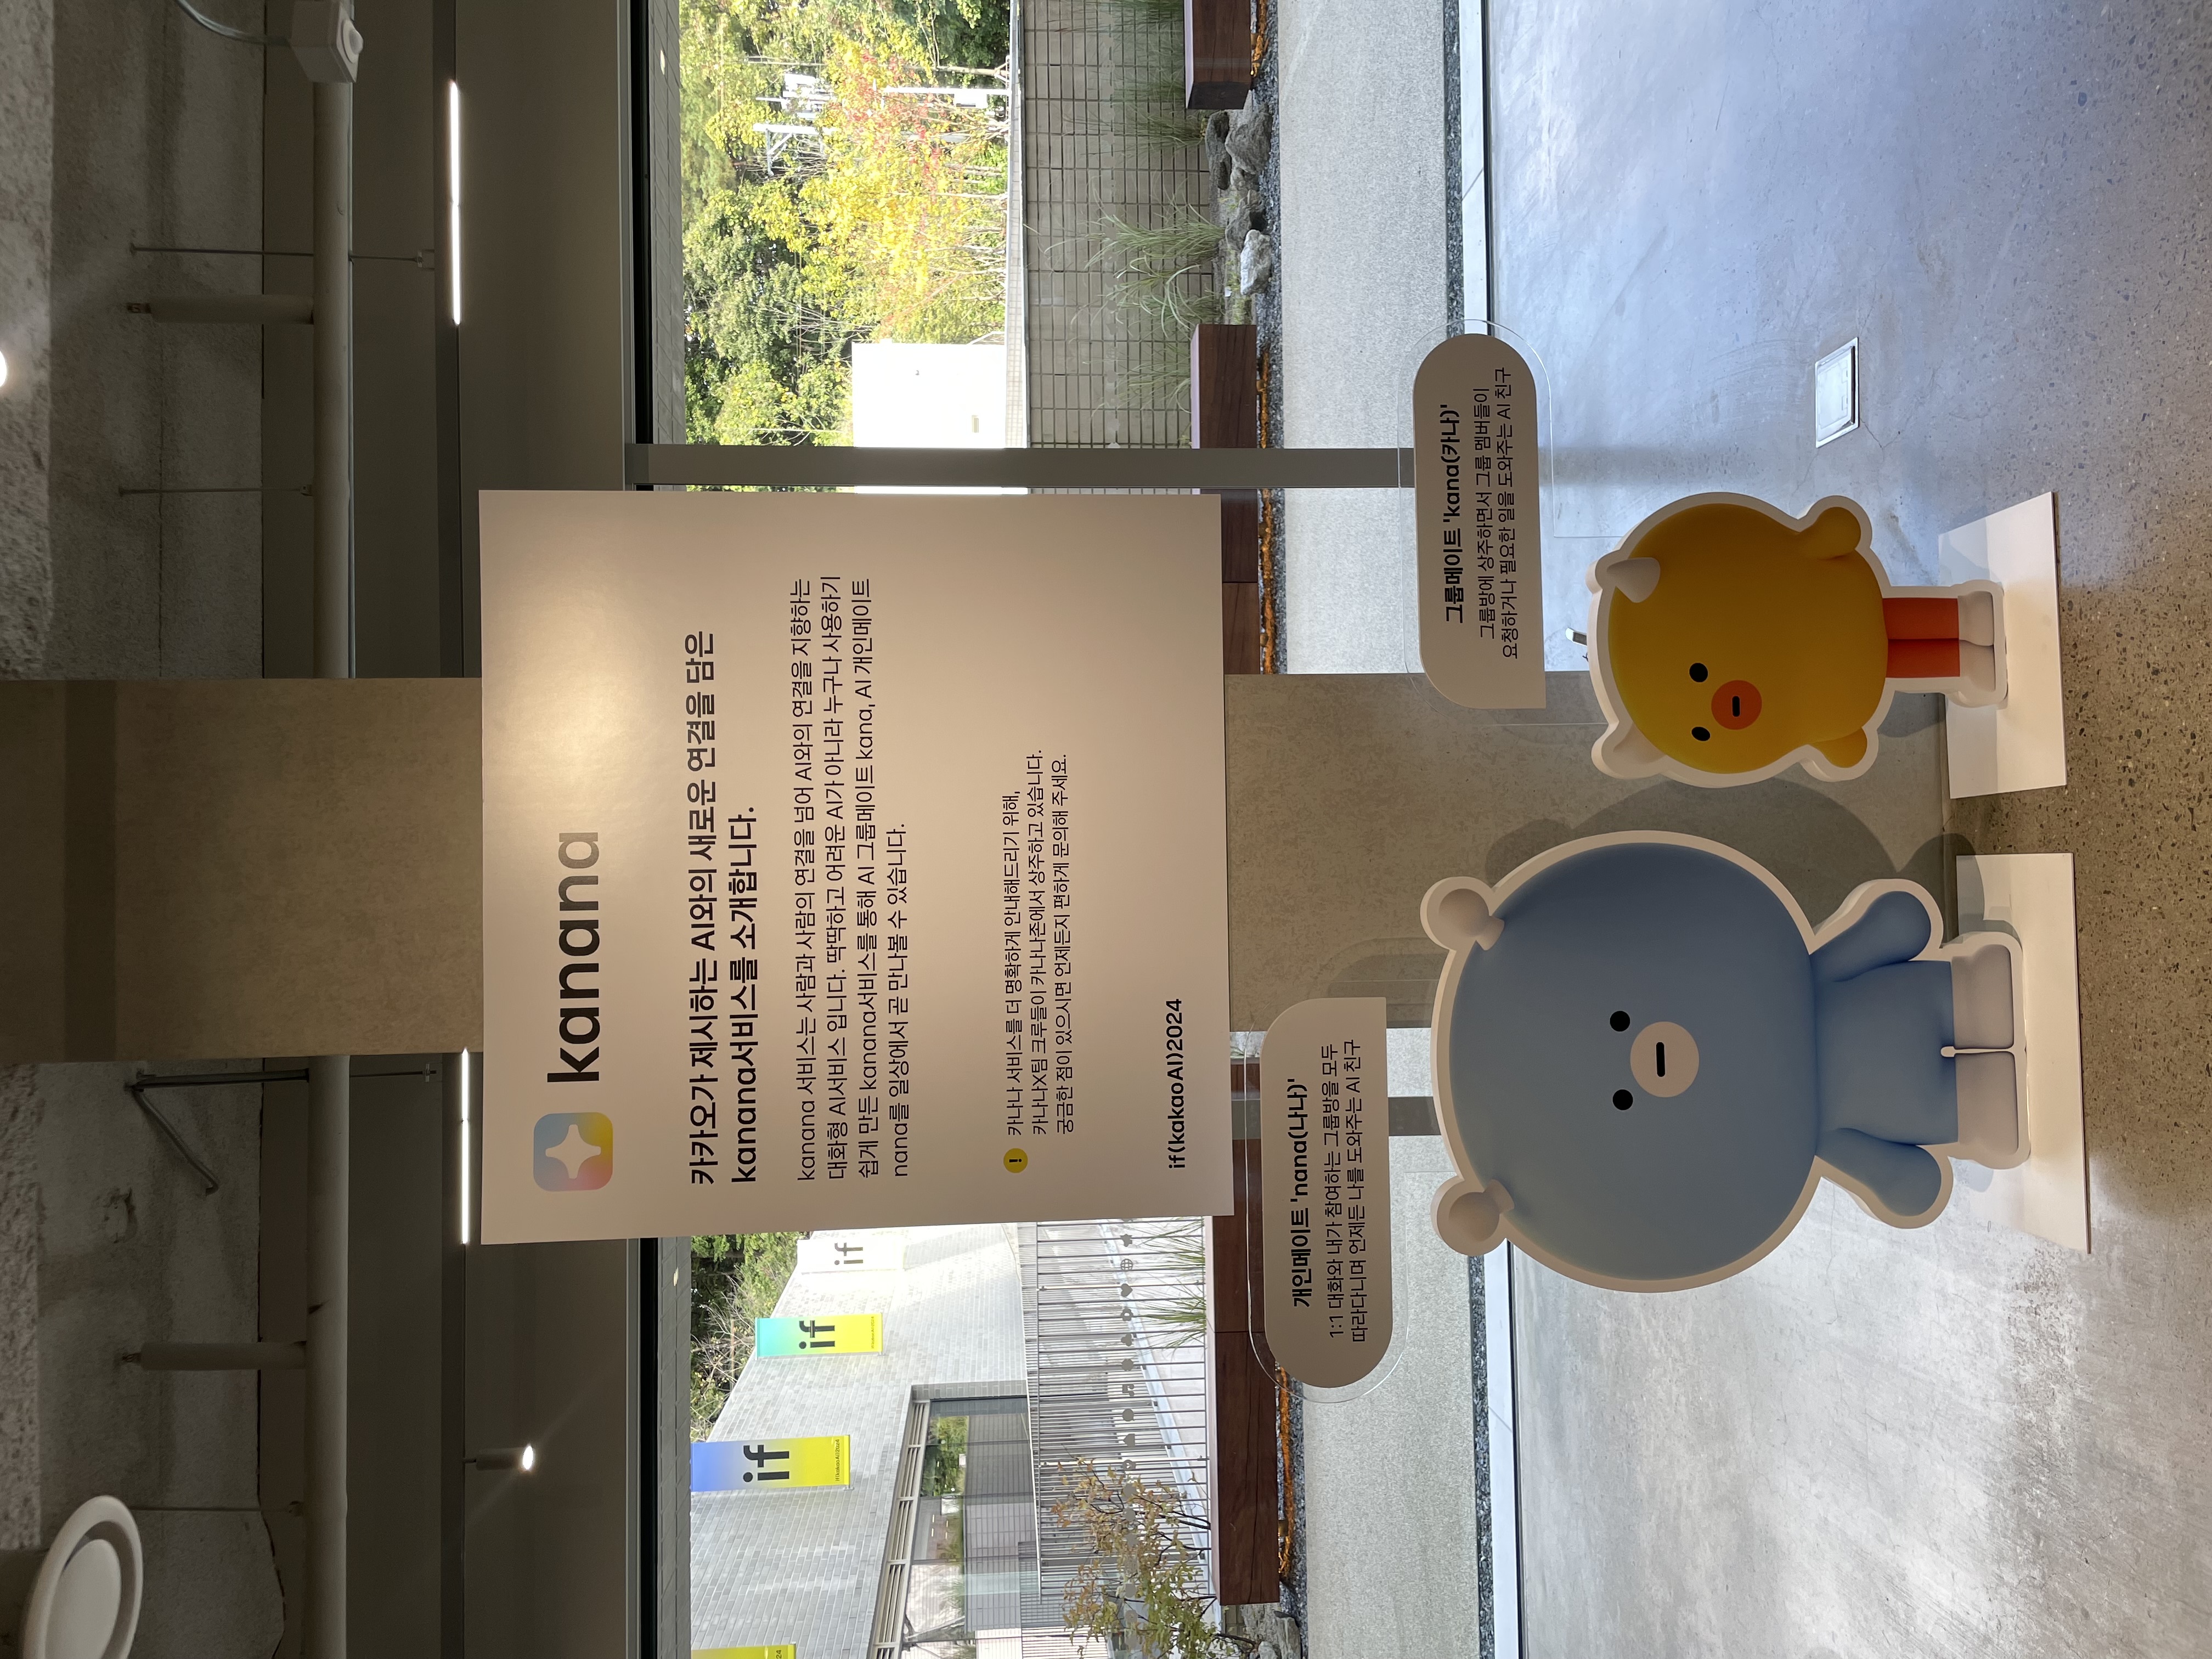 kanana
카카오가 제시하는 AI와의 새로운 연결을 담은
kanana서비스를 소개합니다.
kanana 서비스는 사람과 사람의 연결을 넘어 AI와의 연결을 지향하는
대화형 AI서비스 입니다. 딱딱하고 어려운 AI가 아니라 누구나 사용하기
쉽게 만든 kanana서비스를 통해 AI 그룹메이트 kana, AI 개인메이트
nana를 일상에서 곧 만나볼 수 있습니다.
! 카나나 서비스를 더 명확하게 안내해드리기 위해,
카나나X팀 크루들이 카나나존에서 상주하고 있습니다.
궁금한 점이 있으시면 언제든지 편하게 문의해 주세요.
if(kakaoAI)2024
if
if(kakaoAI)2024
if
if(kakaoAI)2024
if
24
개인메이트 'nana(나나)'
1:1 대화와 내가 참여하는 그룹방을 모두
따라다니며 언제든 나를 도와주는 AI 친구
그룹메이트 'kana(카나)'
그룹방에 상주하면서 그룹 멤버들이
요청하거나 필요한 일을 도와주는 AI 친구